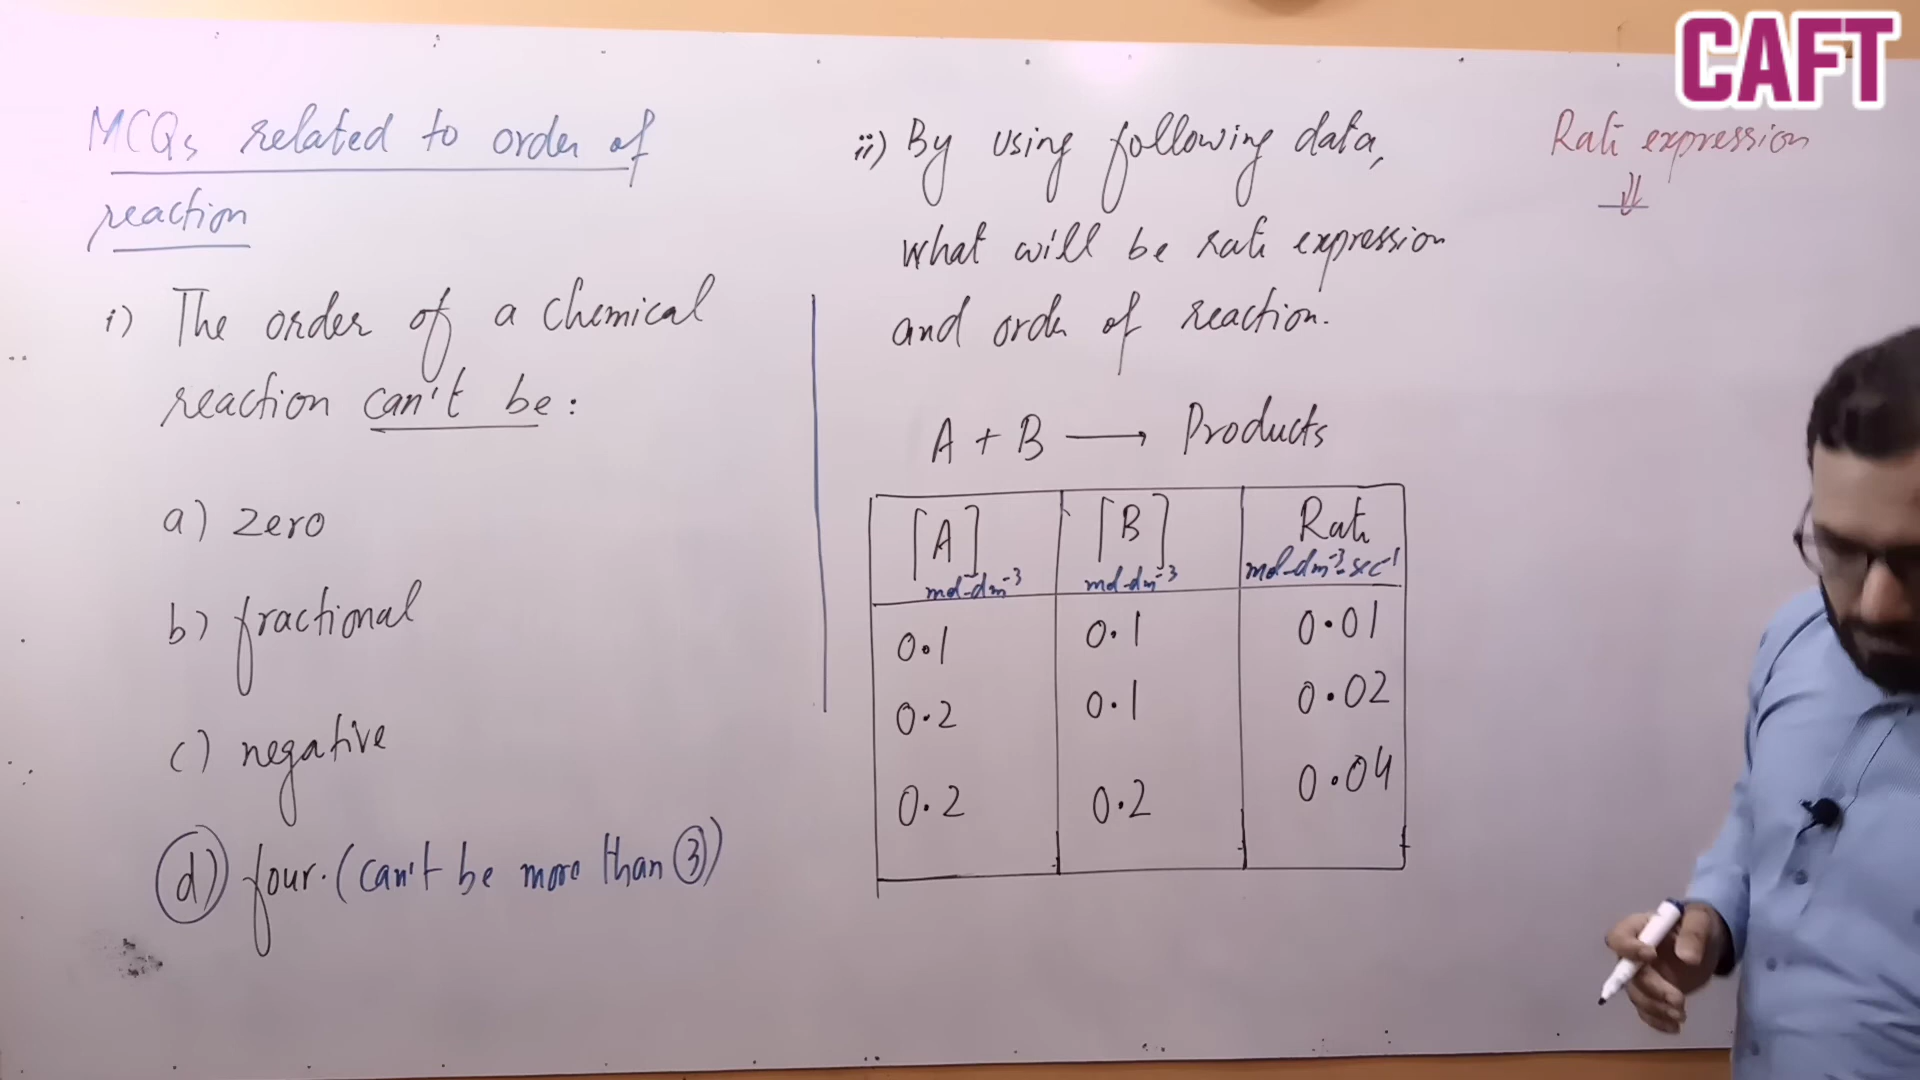 CAFT
MCQs related to order of
reaction
i) The order of a chemical
reaction can't be:
a) zero
b) fractional
c) negative
d) four. (can't be more than 3)
ii) By using following data,
what will be rate expression
and order of reaction.
A + B → Products
[A] [B] Rate
mol-dm⁻³ mol-dm⁻³ mol-dm⁻³-sec⁻¹
0.1 0.1 0.01
0.2 0.1 0.02
0.2 0.2 0.04
Rate expression